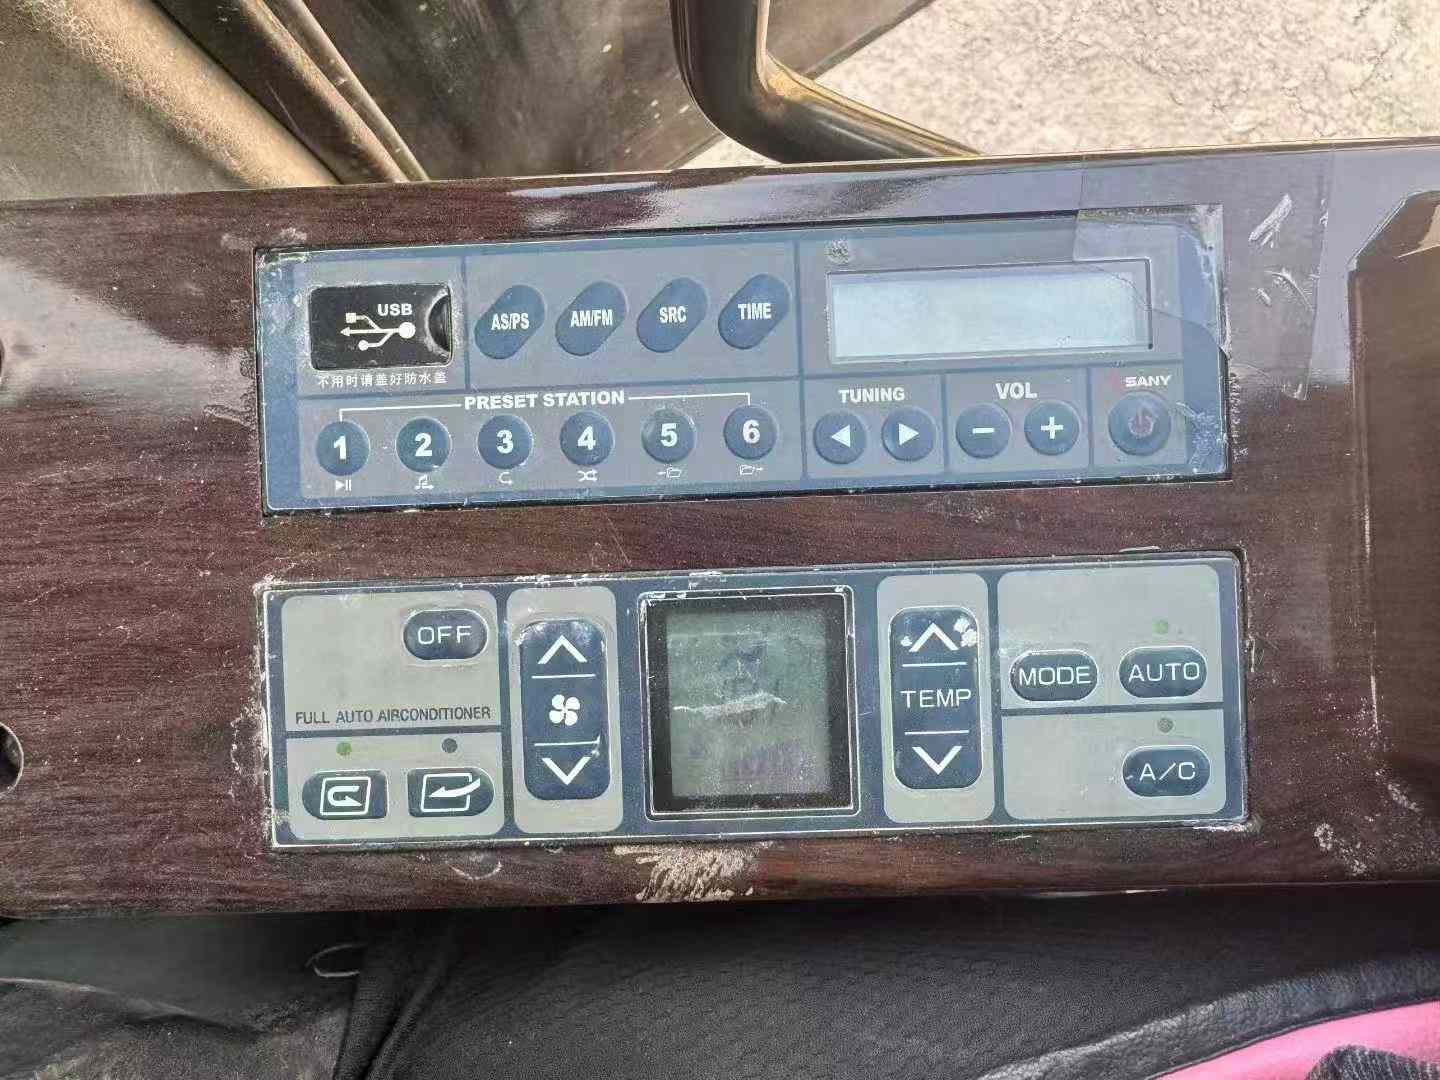 USB
不用时请盖好防水盖
AS/PS
AM/FM
SRC
TIME
PRESET STATION
1
2
3
4
5
6
TUNING
VOL
−
+
SANY
OFF
FULL AUTO AIRCONDITIONER
TEMP
MODE
AUTO
A/C